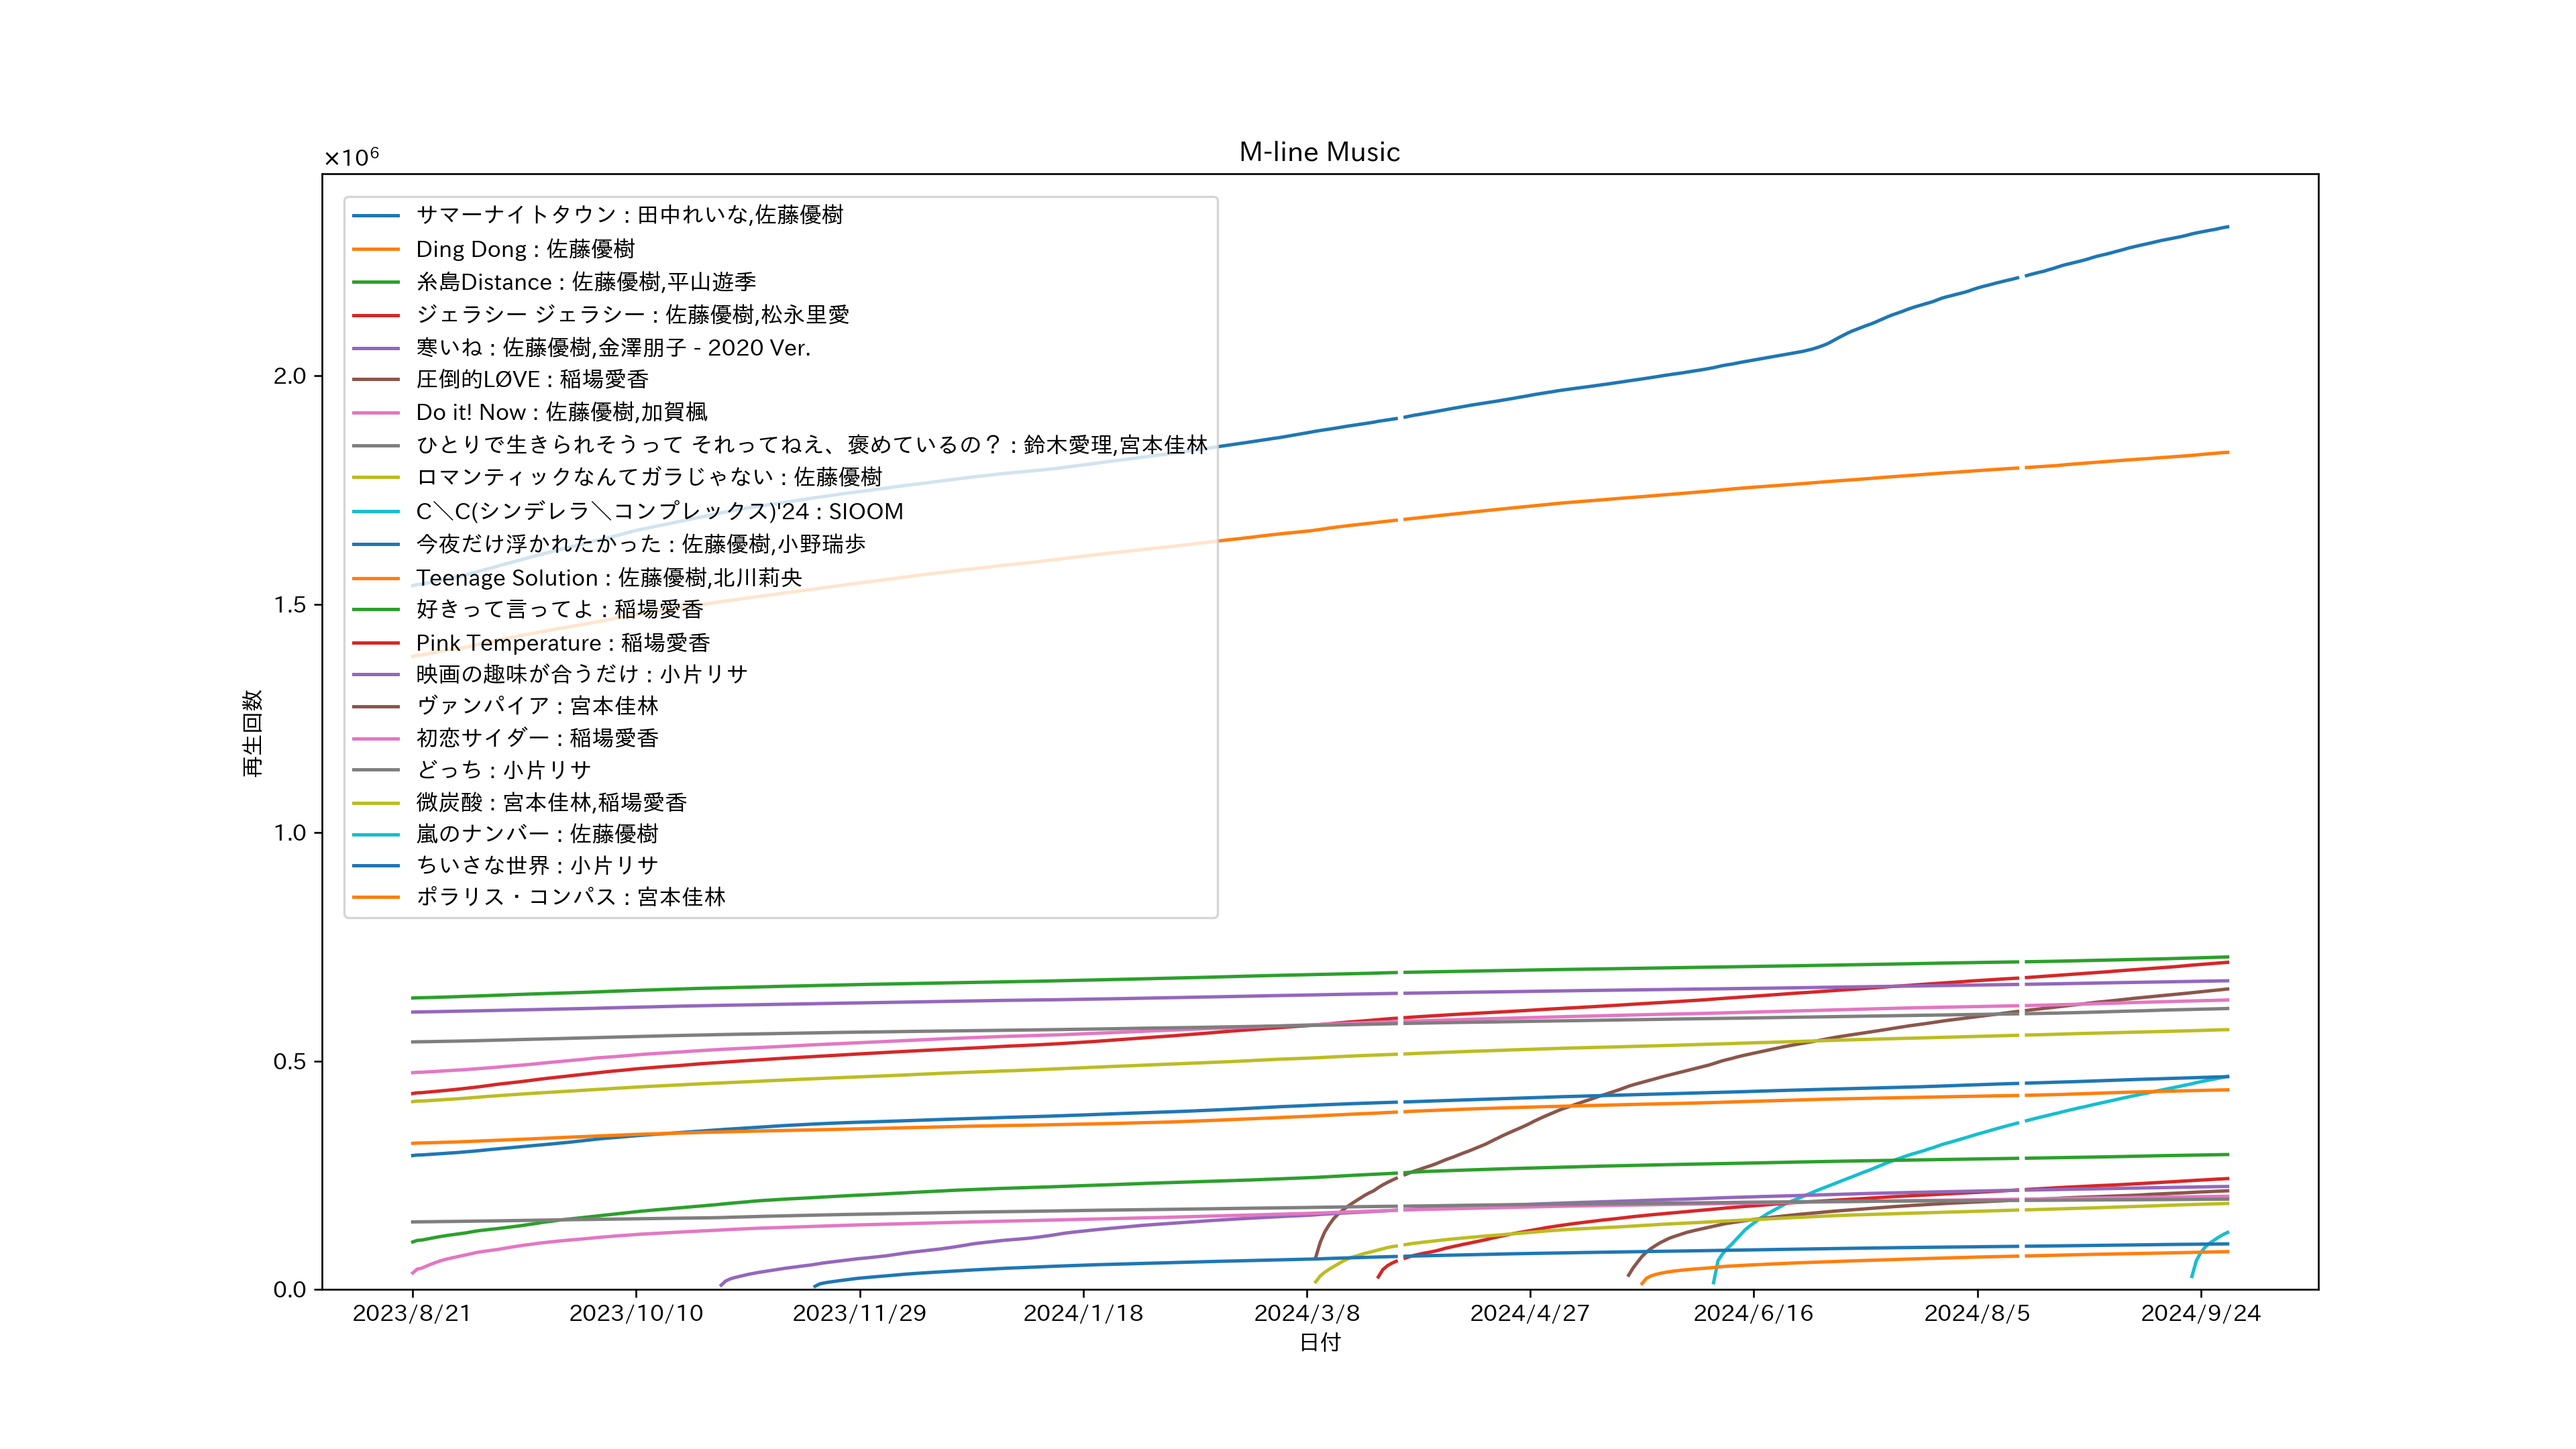 M-line Music
×10⁶
サマーナイトタウン : 田中れいな,佐藤優樹
Ding Dong : 佐藤優樹
糸島Distance : 佐藤優樹,平山遊季
ジェラシー ジェラシー : 佐藤優樹,松永里愛
寒いね : 佐藤優樹,金澤朋子 - 2020 Ver.
圧倒的LØVE : 稲場愛香
Do it! Now : 佐藤優樹,加賀楓
ひとりで生きられそうって それってねえ、褒めているの？ : 鈴木愛理,宮本佳林
ロマンティックなんてガラじゃない : 佐藤優樹
C＼C(シンデレラ＼コンプレックス)'24 : SIOOM
今夜だけ浮かれたかった : 佐藤優樹,小野瑞歩
Teenage Solution : 佐藤優樹,北川莉央
好きって言ってよ : 稲場愛香
Pink Temperature : 稲場愛香
映画の趣味が合うだけ : 小片リサ
ヴァンパイア : 宮本佳林
初恋サイダー : 稲場愛香
どっち : 小片リサ
微炭酸 : 宮本佳林,稲場愛香
嵐のナンバー : 佐藤優樹
ちいさな世界 : 小片リサ
ポラリス・コンパス : 宮本佳林
2.0
1.5
1.0
0.5
0.0
再生回数
2023/8/21 2023/10/10 2023/11/29 2024/1/18 2024/3/8 2024/4/27 2024/6/16 2024/8/5 2024/9/24
日付